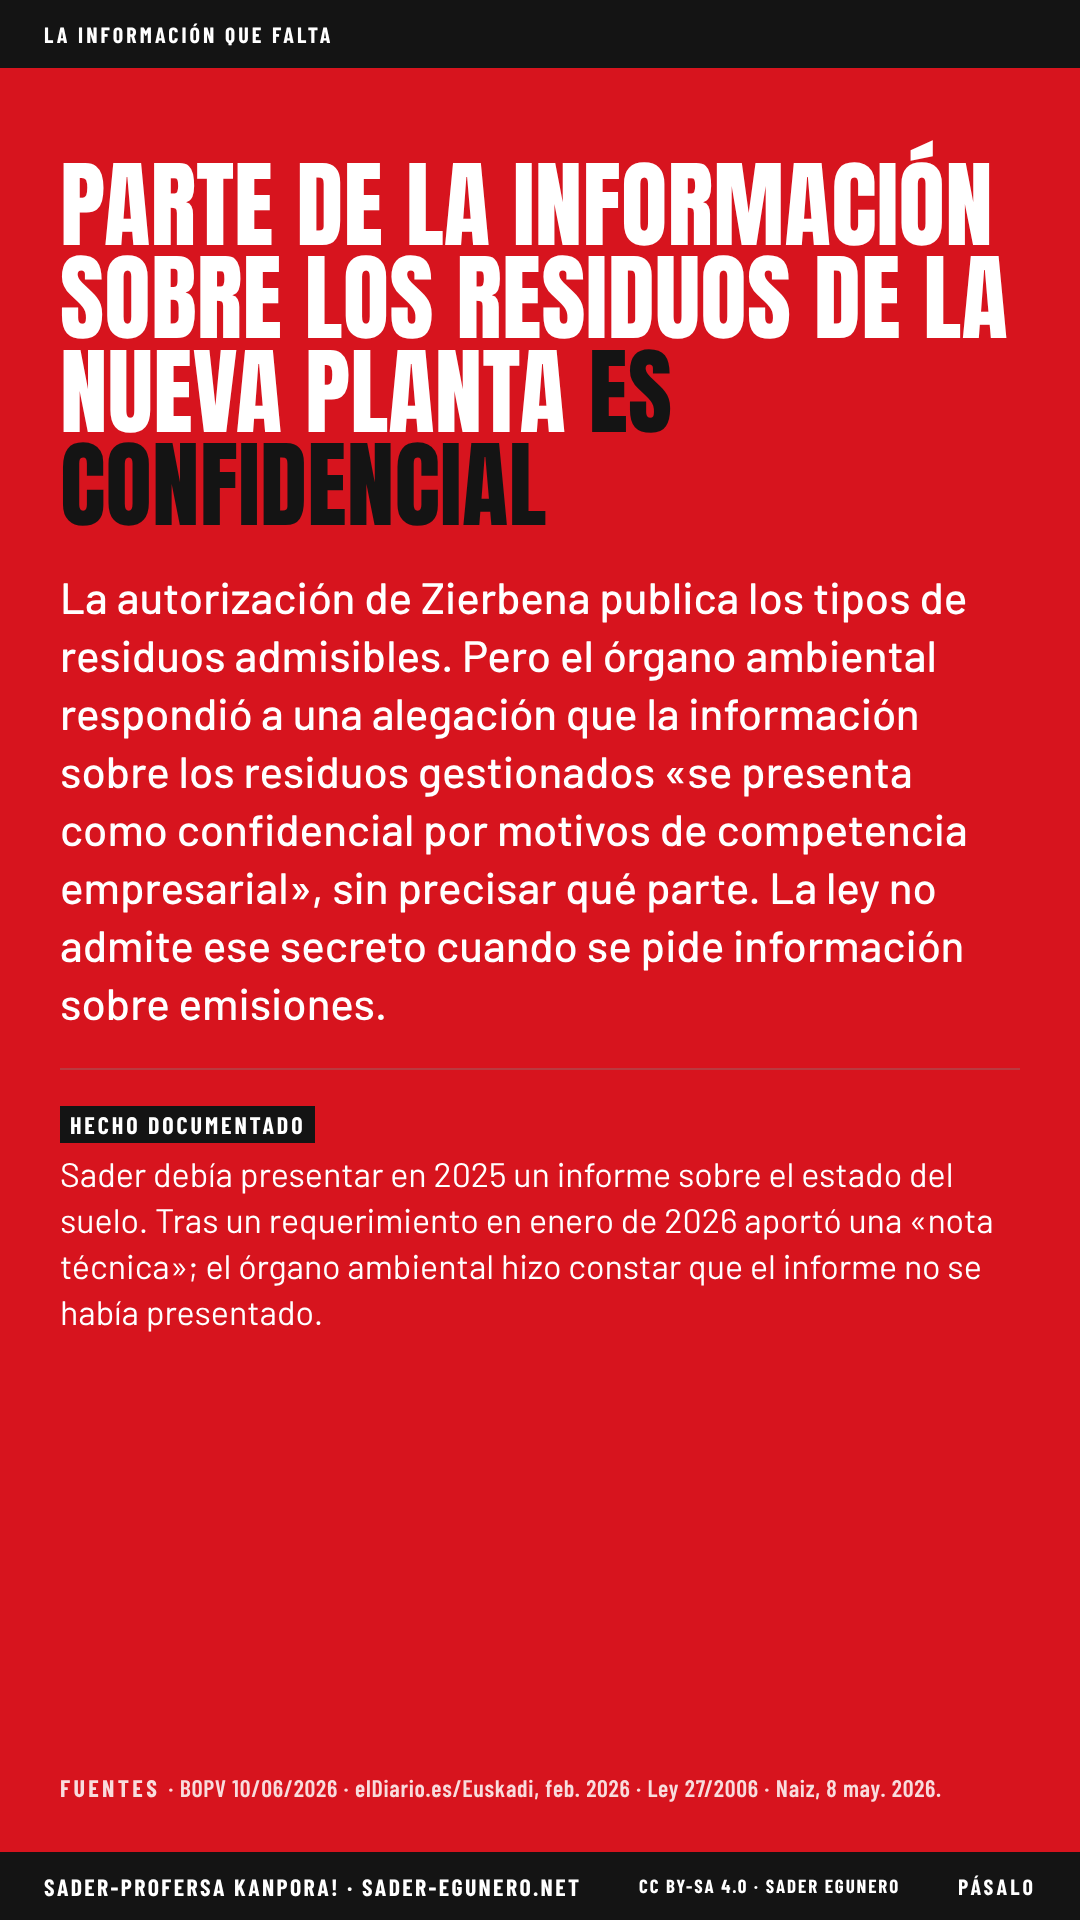 LA INFORMACIÓN QUE FALTA
PARTE DE LA INFORMACIÓN
SOBRE LOS RESIDUOS DE LA
NUEVA PLANTA ES
CONFIDENCIAL
La autorización de Zierbena publica los tipos de
residuos admisibles. Pero el órgano ambiental
respondió a una alegación que la información
sobre los residuos gestionados «se presenta
como confidencial por motivos de competencia
empresarial», sin precisar qué parte. La ley no
admite ese secreto cuando se pide información
sobre emisiones.
HECHO DOCUMENTADO
Sader debía presentar en 2025 un informe sobre el estado del
suelo. Tras un requerimiento en enero de 2026 aportó una «nota
técnica»; el órgano ambiental hizo constar que el informe no se
había presentado.
FUENTES · BOPV 10/06/2026 · elDiario.es/Euskadi, feb. 2026 · Ley 27/2006 · Naiz, 8 may. 2026.
SADER-PROFERSA KANPORA! · SADER-EGUNERO.NET CC BY-SA 4.0 · SADER EGUNERO PÁSALO